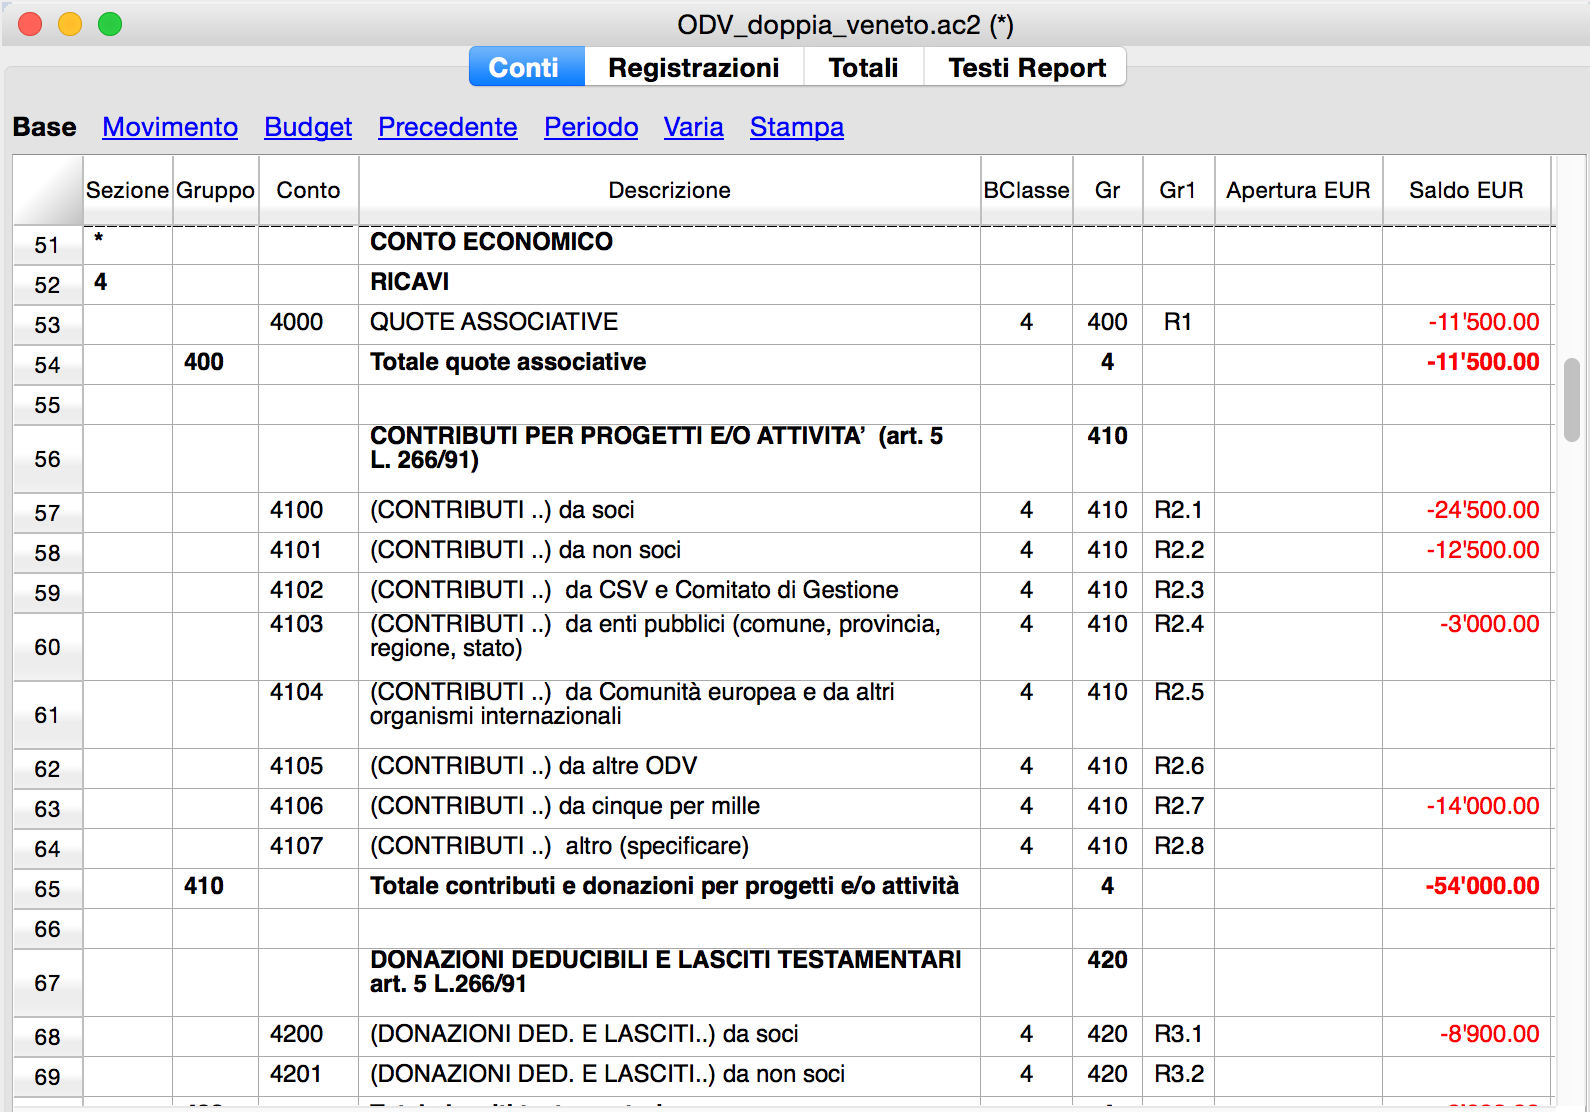 ODV_doppia_veneto.ac2 (*)
Conti Registrazioni Totali Testi Report
Base Movimento Budget Precedente Periodo Varia Stampa
Sezione Gruppo Conto Descrizione BClasse Gr Gr1 Apertura EUR Saldo EUR
51 * CONTO ECONOMICO
52 4 RICAVI
53 4000 QUOTE ASSOCIATIVE 4 400 R1 -11'500.00
54 400 Totale quote associative 4 -11'500.00
55
56 CONTRIBUTI PER PROGETTI E/O ATTIVITA’ (art. 5 410
L. 266/91)
57 4100 (CONTRIBUTI ..) da soci 4 410 R2.1 -24'500.00
58 4101 (CONTRIBUTI ..) da non soci 4 410 R2.2 -12'500.00
59 4102 (CONTRIBUTI ..) da CSV e Comitato di Gestione 4 410 R2.3
60 4103 (CONTRIBUTI ..) da enti pubblici (comune, provincia, 4 410 R2.4 -3'000.00
regione, stato)
61 4104 (CONTRIBUTI ..) da Comunità europea e da altri 4 410 R2.5
organismi internazionali
62 4105 (CONTRIBUTI ..) da altre ODV 4 410 R2.6
63 4106 (CONTRIBUTI ..) da cinque per mille 4 410 R2.7 -14'000.00
64 4107 (CONTRIBUTI ..) altro (specificare) 4 410 R2.8
65 410 Totale contributi e donazioni per progetti e/o attività 4 -54'000.00
66
67 DONAZIONI DEDUCIBILI E LASCITI TESTAMENTARI 420
art. 5 L.266/91
68 4200 (DONAZIONI DED. E LASCITI..) da soci 4 420 R3.1 -8'900.00
69 4201 (DONAZIONI DED. E LASCITI..) da non soci 4 420 R3.2